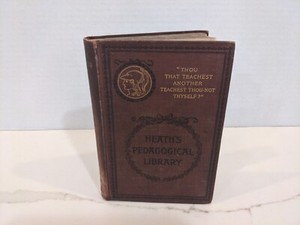 "THOU
THAT TEACHEST
ANOTHER
TEACHEST THOU NOT
THYSELF?"
HEATH'S
PEDAGOGICAL
LIBRARY